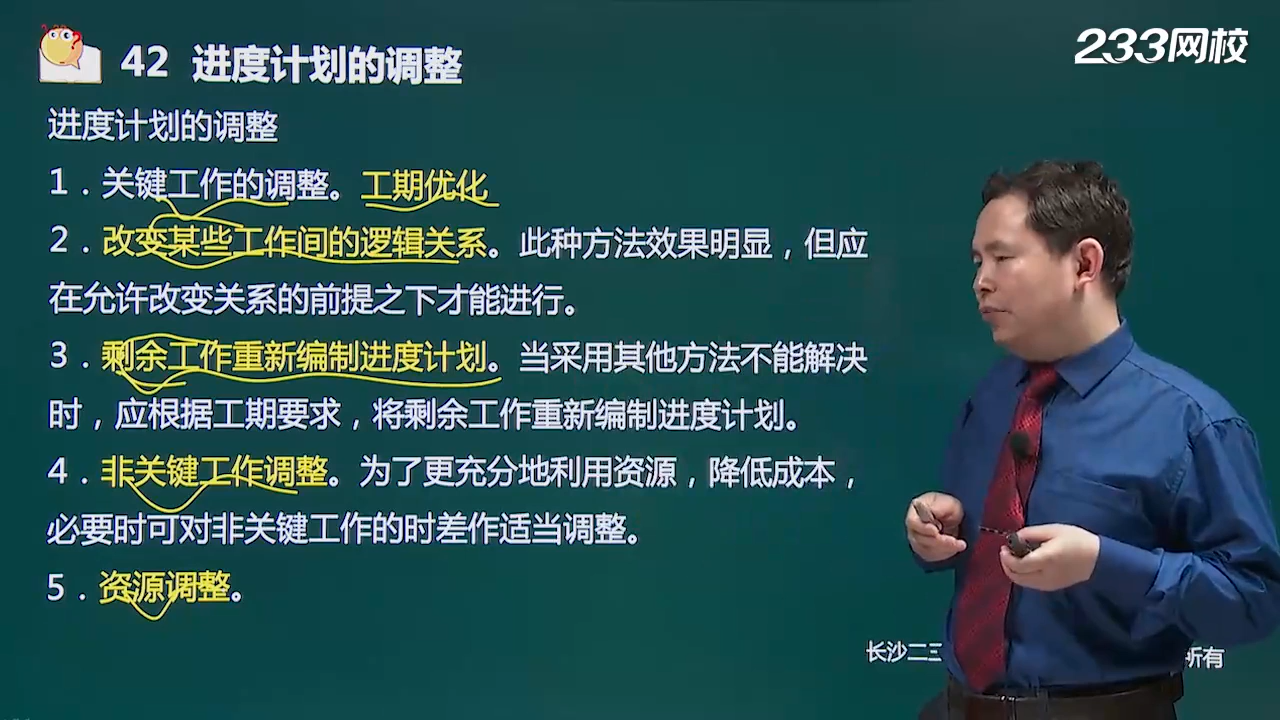 233网校
42 进度计划的调整
进度计划的调整
1．关键工作的调整。工期优化
2．改变某些工作间的逻辑关系。此种方法效果明显，但应
在允许改变关系的前提之下才能进行。
3．剩余工作重新编制进度计划。当采用其他方法不能解决
时，应根据工期要求，将剩余工作重新编制进度计划。
4．非关键工作调整。为了更充分地利用资源，降低成本，
必要时可对非关键工作的时差作适当调整。
5．资源调整。
长沙二三
所有